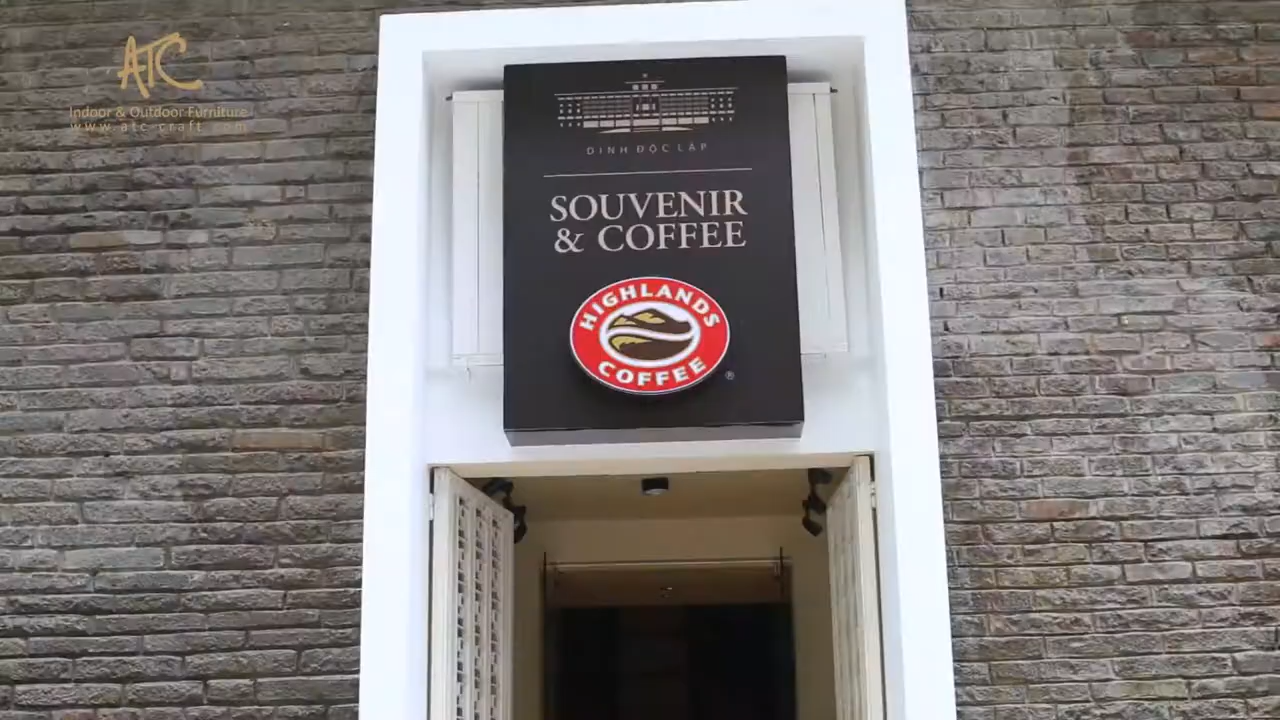 ATC
Indoor & Outdoor Furniture
www.atc-craft.com
DINH ĐỘC LẬP
SOUVENIR
& COFFEE
HIGHLANDS
COFFEE
®